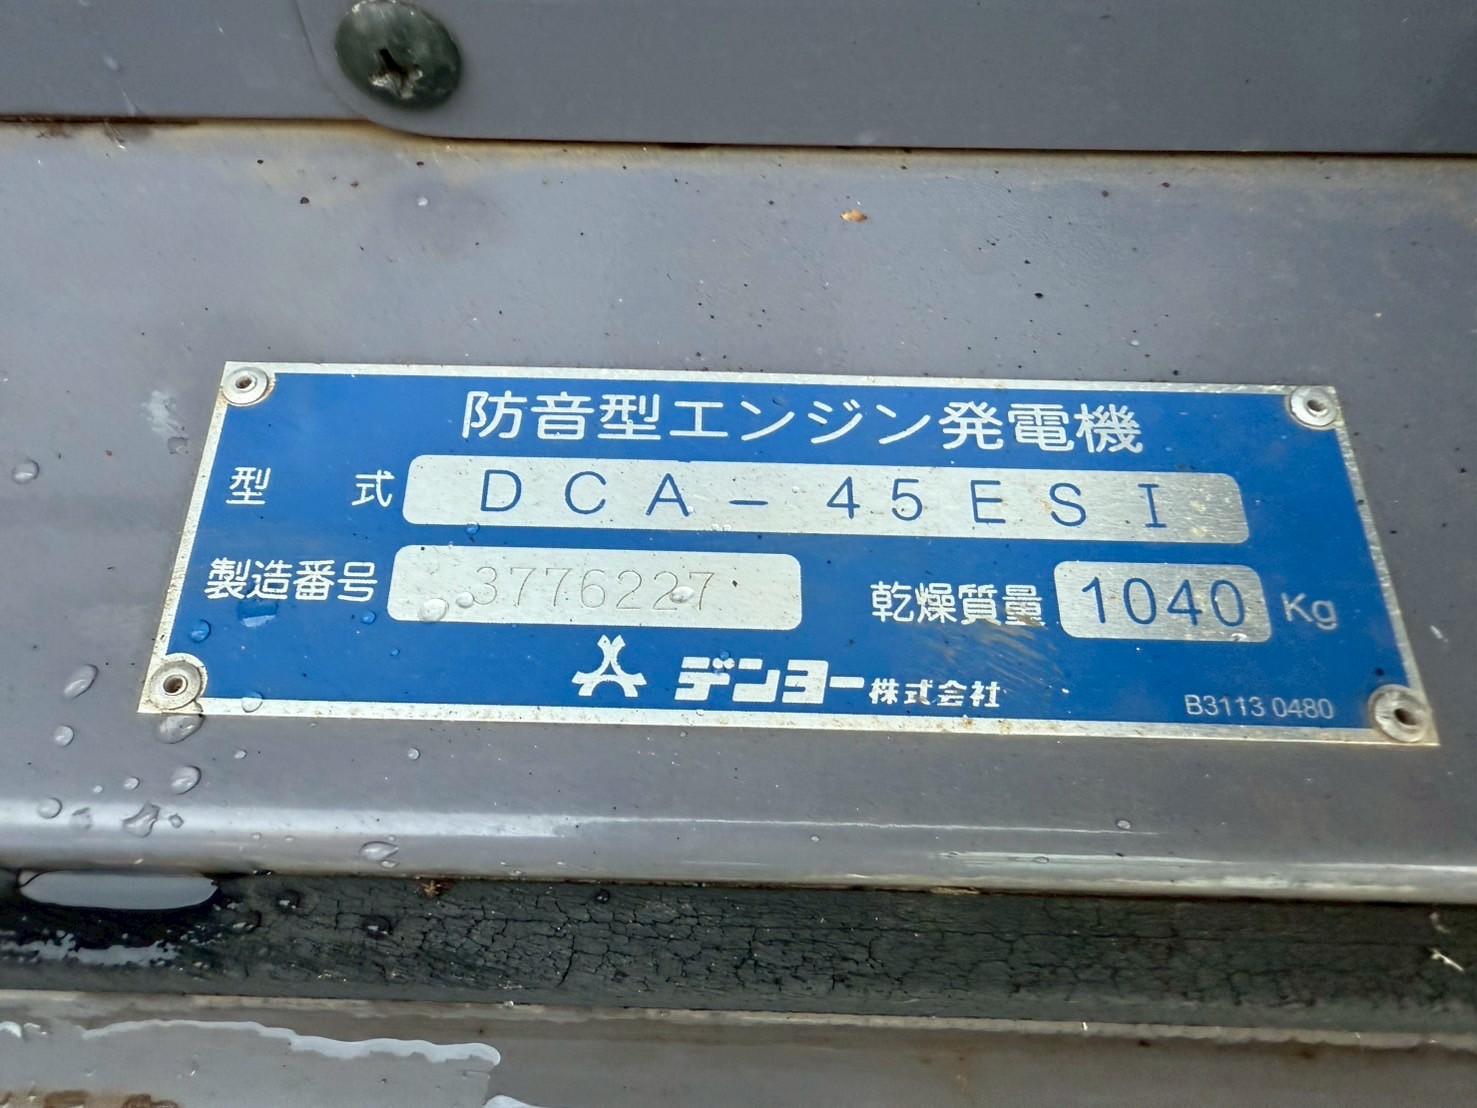 防音型エンジン発電機
型式 DCA-45ESI
製造番号 3776227 乾燥質量 1040 Kg
デンヨー株式会社
B3113 0480